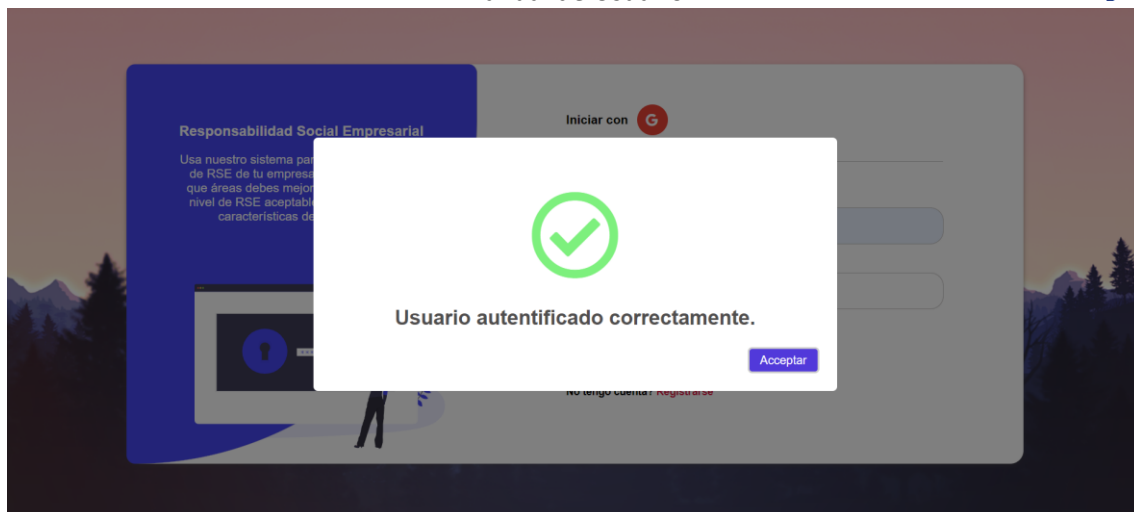 Responsabilidad Social Empresarial
Usa nuestro sistema par
de RSE de tu empresa
que áreas debes mejor
nivel de RSE aceptabl
características de
Iniciar con G
Usuario autentificado correctamente.
Acceptar
No tengo cuenta? Registrarse